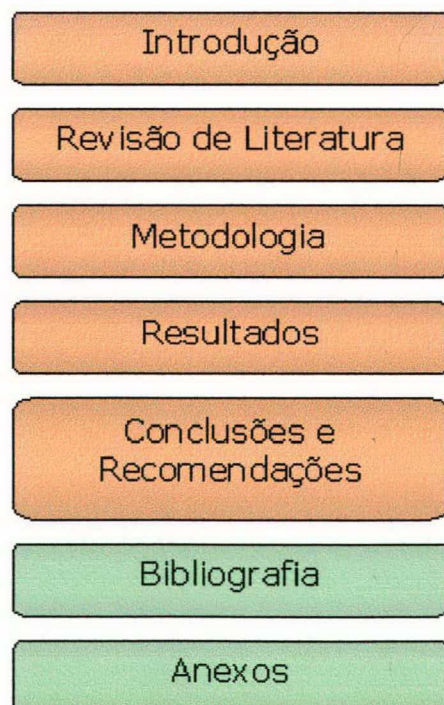 Introdução
Revisão de Literatura
Metodologia
Resultados
Conclusões e
Recomendações
Bibliografia
Anexos